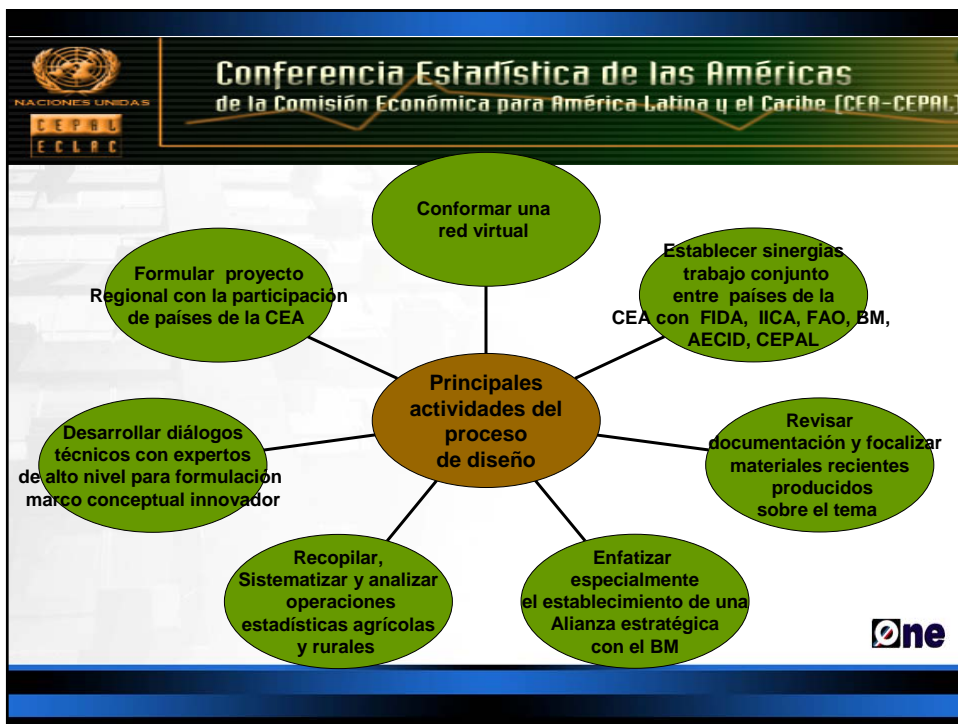 NACIONES UNIDAS
CEPAL
ECLAC
Conferencia Estadística de las Américas
de la Comisión Económica para América Latina y el Caribe (CEA-CEPAL)
Conformar una
red virtual
Establecer sinergias
trabajo conjunto
entre países de la
CEA con FIDA, IICA, FAO, BM,
AECID, CEPAL
Revisar
documentación y focalizar
materiales recientes
producidos
sobre el tema
Enfatizar
especialmente
el establecimiento de una
Alianza estratégica
con el BM
Recopilar,
Sistematizar y analizar
operaciones
estadísticas agrícolas
y rurales
Desarrollar diálogos
técnicos con expertos
de alto nivel para formulación
marco conceptual innovador
Formular proyecto
Regional con la participación
de países de la CEA
Principales
actividades del
proceso
de diseño
One